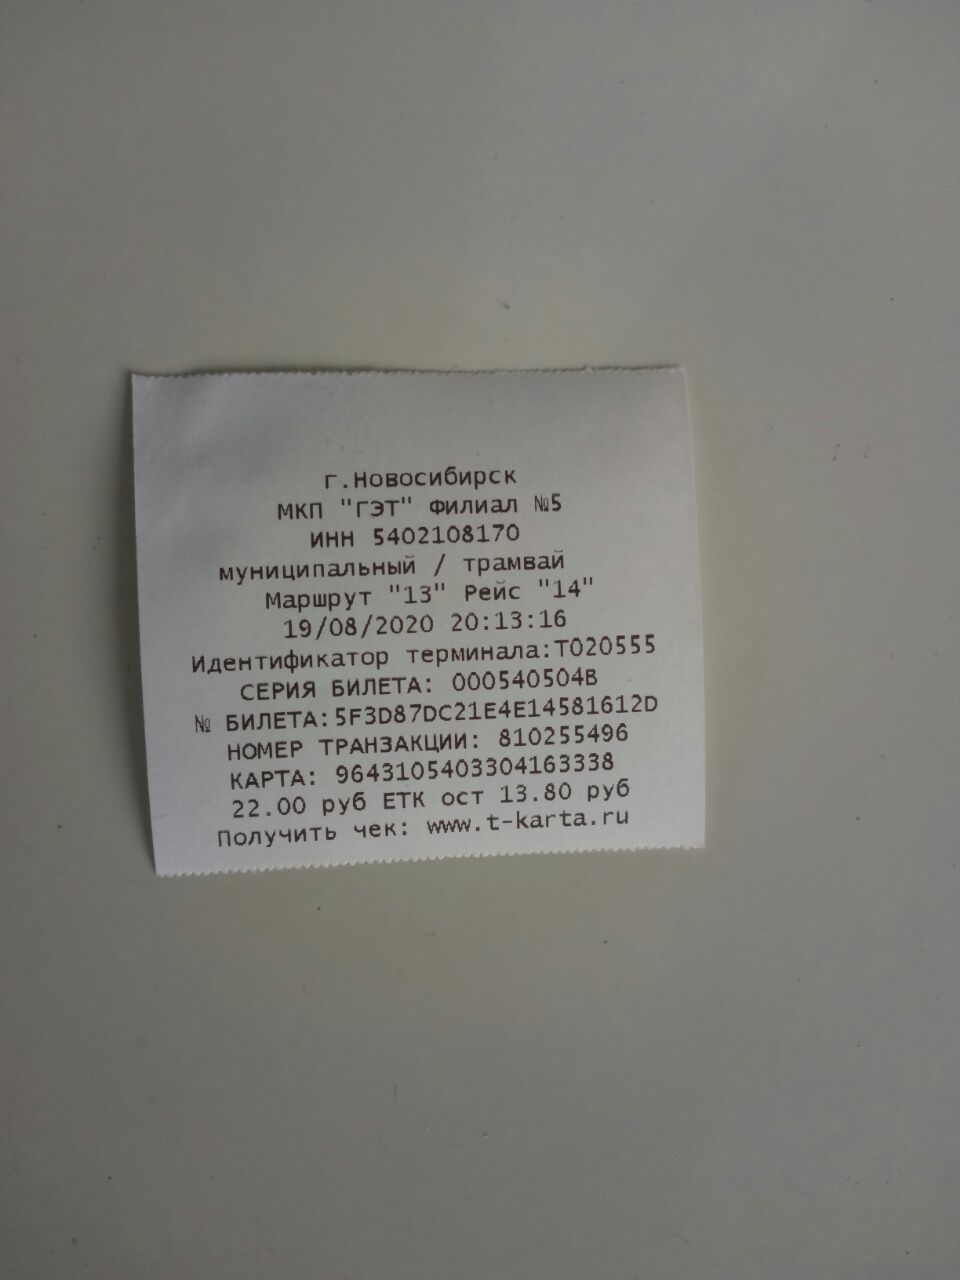 г.Новосибирск
МКП "ГЭТ" Филиал №5
ИНН 5402108170
муниципальный / трамвай
Маршрут "13" Рейс "14"
19/08/2020 20:13:16
Идентификатор терминала:T020555
СЕРИЯ БИЛЕТА: 000540504B
№ БИЛЕТА:5F3D87DC21E4E14581612D
НОМЕР ТРАНЗАКЦИИ: 810255496
КАРТА: 9643105403304163338
22.00 руб ЕТК ост 13.80 руб
Получить чек: www.t-karta.ru